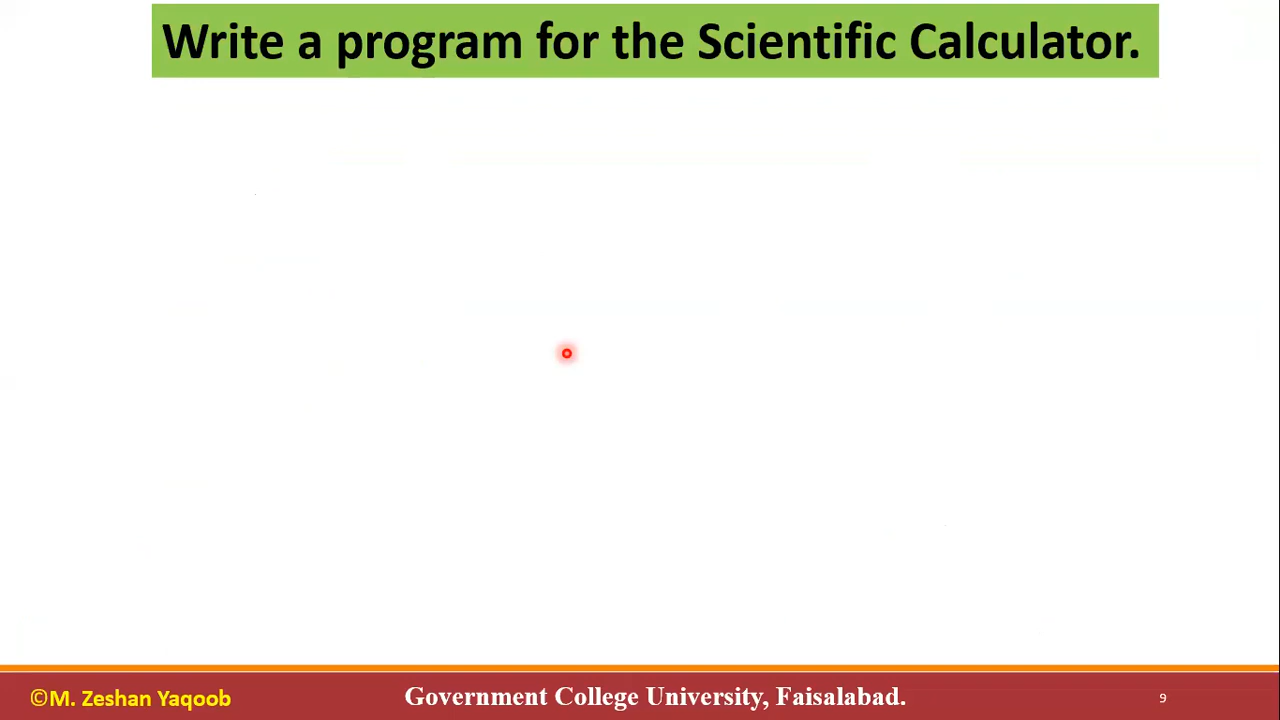 Write a program for the Scientific Calculator.
©M. Zeshan Yaqoob
Government College University, Faisalabad.
9